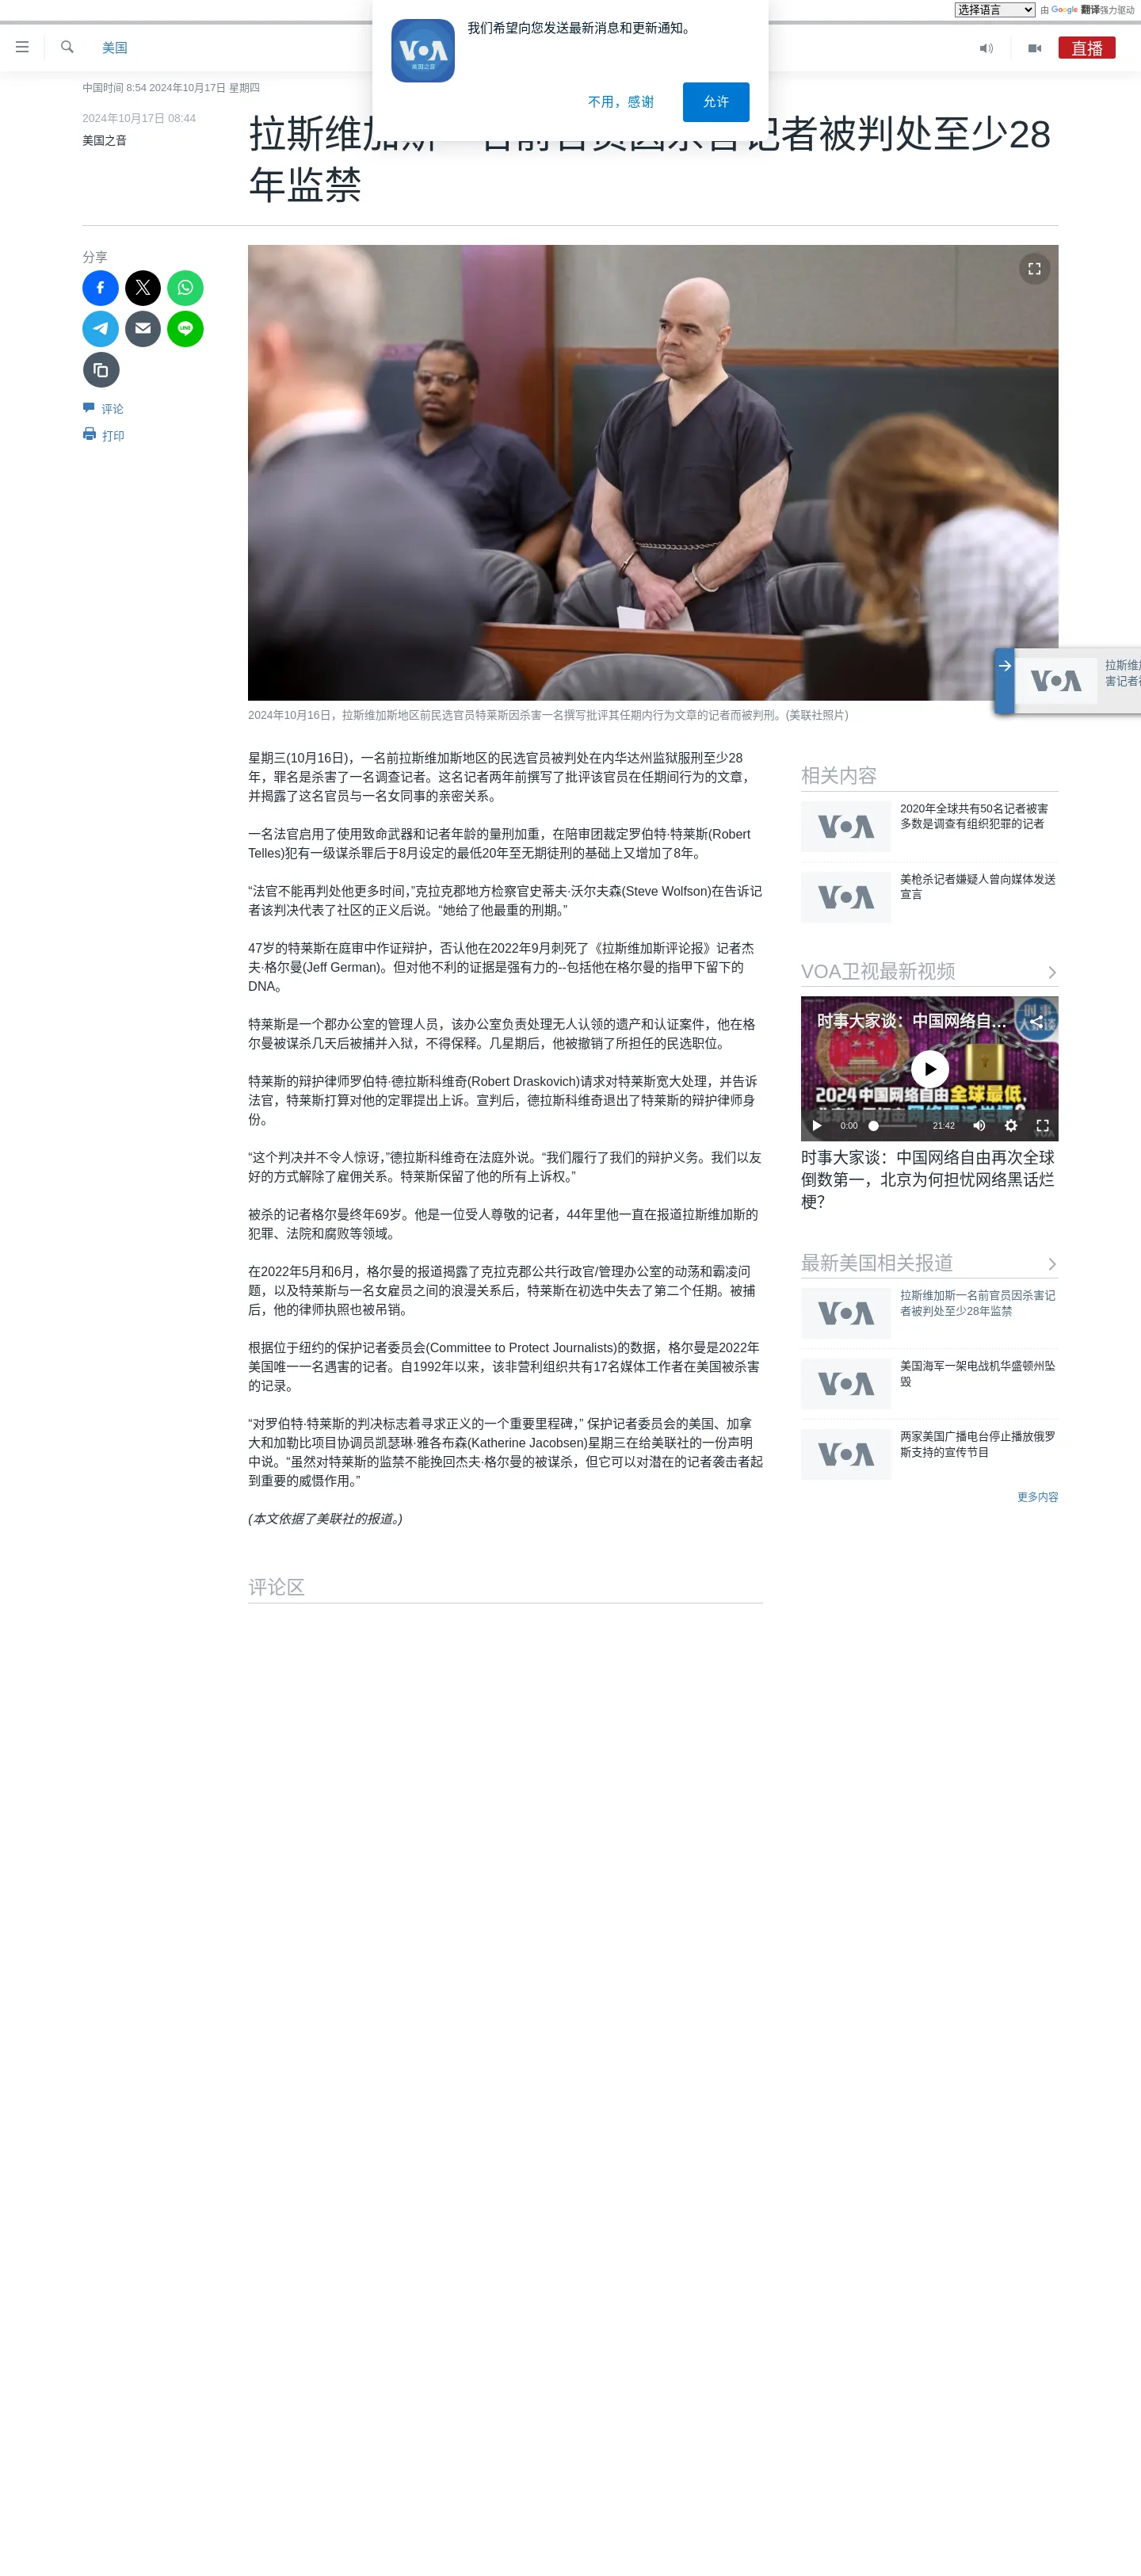 选择语言 由 Google 翻译强力驱动
我们希望向您发送最新消息和更新通知。
VOA
美国之音
不用，感谢
允许
美国
直播
中国时间 8:54 2024年10月17日 星期四
2024年10月17日 08:44
美国之音
拉斯维加斯一名前官员因杀害记者被判处至少28
年监禁
分享
评论
打印
2024年10月16日，拉斯维加斯地区前民选官员特莱斯因杀害一名撰写批评其任期内行为文章的记者而被判刑。(美联社照片)
VOA
拉斯维加
害记者被
星期三(10月16日)，一名前拉斯维加斯地区的民选官员被判处在内华达州监狱服刑至少28
年，罪名是杀害了一名调查记者。这名记者两年前撰写了批评该官员在任期间行为的文章，
并揭露了这名官员与一名女同事的亲密关系。
一名法官启用了使用致命武器和记者年龄的量刑加重，在陪审团裁定罗伯特·特莱斯(Robert
Telles)犯有一级谋杀罪后于8月设定的最低20年至无期徒刑的基础上又增加了8年。
“法官不能再判处他更多时间，”克拉克郡地方检察官史蒂夫·沃尔夫森(Steve Wolfson)在告诉记
者该判决代表了社区的正义后说。“她给了他最重的刑期。”
47岁的特莱斯在庭审中作证辩护，否认他在2022年9月刺死了《拉斯维加斯评论报》记者杰
夫·格尔曼(Jeff German)。但对他不利的证据是强有力的--包括他在格尔曼的指甲下留下的
DNA。
特莱斯是一个郡办公室的管理人员，该办公室负责处理无人认领的遗产和认证案件，他在格
尔曼被谋杀几天后被捕并入狱，不得保释。几星期后，他被撤销了所担任的民选职位。
特莱斯的辩护律师罗伯特·德拉斯科维奇(Robert Draskovich)请求对特莱斯宽大处理，并告诉
法官，特莱斯打算对他的定罪提出上诉。宣判后，德拉斯科维奇退出了特莱斯的辩护律师身
份。
“这个判决并不令人惊讶，”德拉斯科维奇在法庭外说。“我们履行了我们的辩护义务。我们以友
好的方式解除了雇佣关系。特莱斯保留了他的所有上诉权。”
被杀的记者格尔曼终年69岁。他是一位受人尊敬的记者，44年里他一直在报道拉斯维加斯的
犯罪、法院和腐败等领域。
在2022年5月和6月，格尔曼的报道揭露了克拉克郡公共行政官/管理办公室的动荡和霸凌问
题，以及特莱斯与一名女雇员之间的浪漫关系后，特莱斯在初选中失去了第二个任期。被捕
后，他的律师执照也被吊销。
根据位于纽约的保护记者委员会(Committee to Protect Journalists)的数据，格尔曼是2022年
美国唯一一名遇害的记者。自1992年以来，该非营利组织共有17名媒体工作者在美国被杀害
的记录。
“对罗伯特·特莱斯的判决标志着寻求正义的一个重要里程碑，” 保护记者委员会的美国、加拿
大和加勒比项目协调员凯瑟琳·雅各布森(Katherine Jacobsen)星期三在给美联社的一份声明
中说。“虽然对特莱斯的监禁不能挽回杰夫·格尔曼的被谋杀，但它可以对潜在的记者袭击者起
到重要的威慑作用。”
(本文依据了美联社的报道。)
评论区
相关内容
VOA
2020年全球共有50名记者被害
多数是调查有组织犯罪的记者
VOA
美枪杀记者嫌疑人曾向媒体发送
宣言
VOA卫视最新视频
时事大家谈：中国网络自...
2024中国网络自由全球最低，
0:00
21:42
时事大家谈：中国网络自由再次全球
倒数第一，北京为何担忧网络黑话烂
梗？
最新美国相关报道
VOA
拉斯维加斯一名前官员因杀害记
者被判处至少28年监禁
VOA
美国海军一架电战机华盛顿州坠
毁
VOA
两家美国广播电台停止播放俄罗
斯支持的宣传节目
更多内容